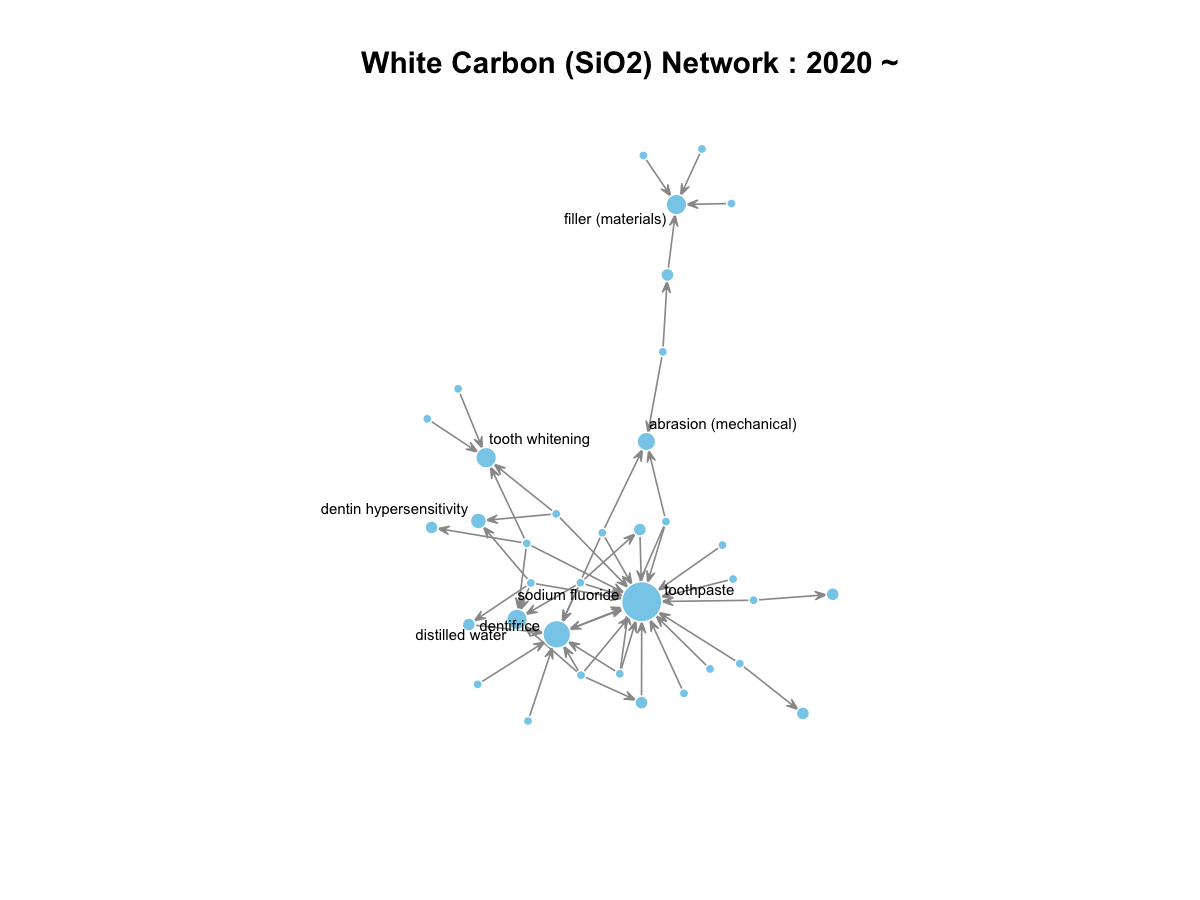 White Carbon (SiO2) Network : 2020 ~
filler (materials)
abrasion (mechanical)
tooth whitening
dentin hypersensitivity
toothpaste
sodium fluoride
dentifrice
distilled water